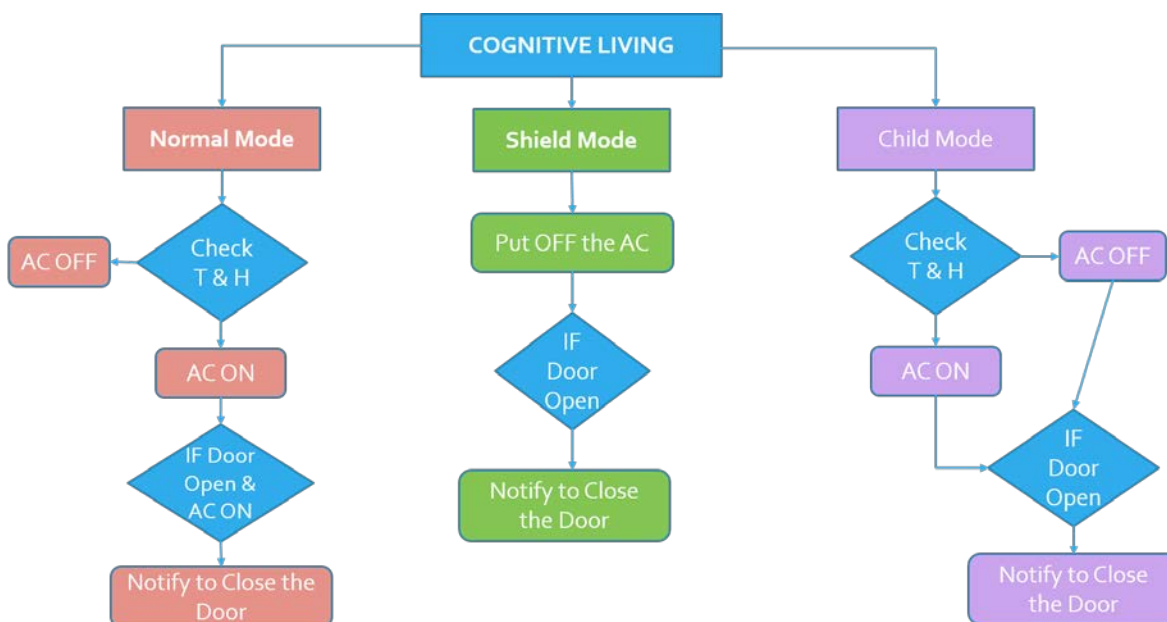 COGNITIVE LIVING
Normal Mode
Shield Mode
Child Mode
Check
T & H
AC OFF
AC ON
IF Door
Open &
AC ON
Notify to Close the
Door
Put OFF the AC
IF
Door
Open
Notify to Close
the Door
Check
T & H
AC OFF
AC ON
IF
Door
Open
Notify to Close
the Door